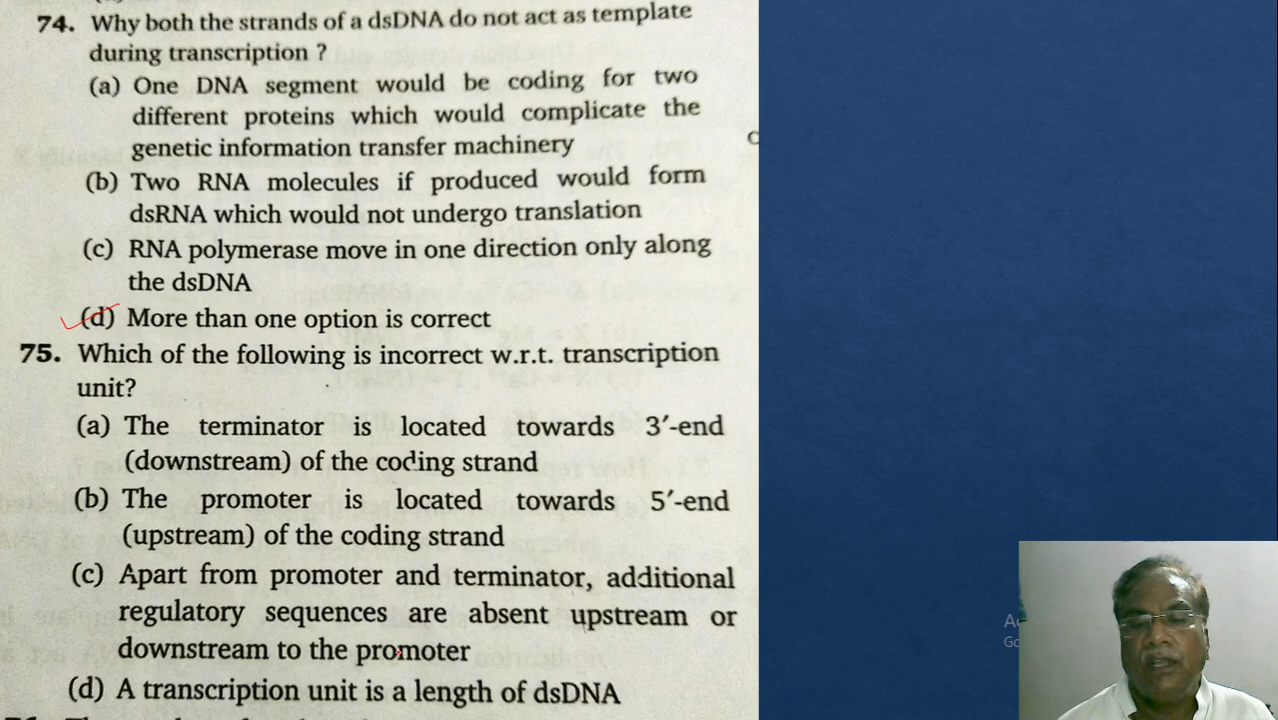 74. Why both the strands of a dsDNA do not act as template
during transcription ?
(a) One DNA segment would be coding for two
different proteins which would complicate the
genetic information transfer machinery
(b) Two RNA molecules if produced would form
dsRNA which would not undergo translation
(c) RNA polymerase move in one direction only along
the dsDNA
(d) More than one option is correct
75. Which of the following is incorrect w.r.t. transcription
unit?
(a) The terminator is located towards 3′-end
(downstream) of the coding strand
(b) The promoter is located towards 5′-end
(upstream) of the coding strand
(c) Apart from promoter and terminator, additional
regulatory sequences are absent upstream or
downstream to the promoter
(d) A transcription unit is a length of dsDNA